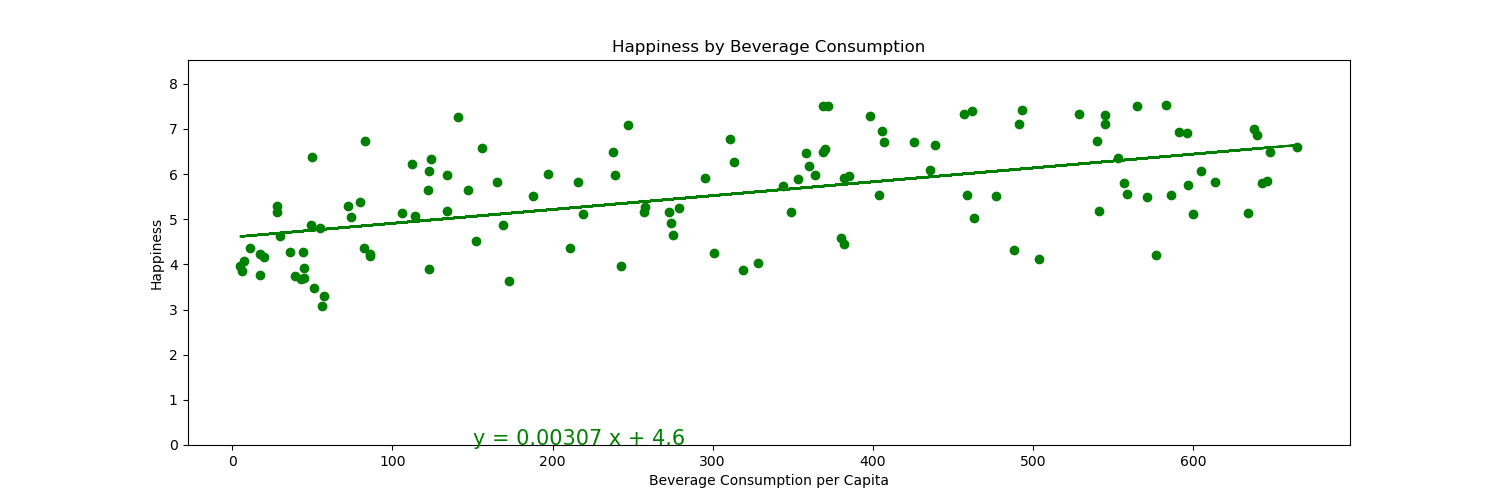 Happiness by Beverage Consumption
Happiness
8
7
6
5
4
3
2
1
0
y = 0.00307 x + 4.6
0 100 200 300 400 500 600
Beverage Consumption per Capita